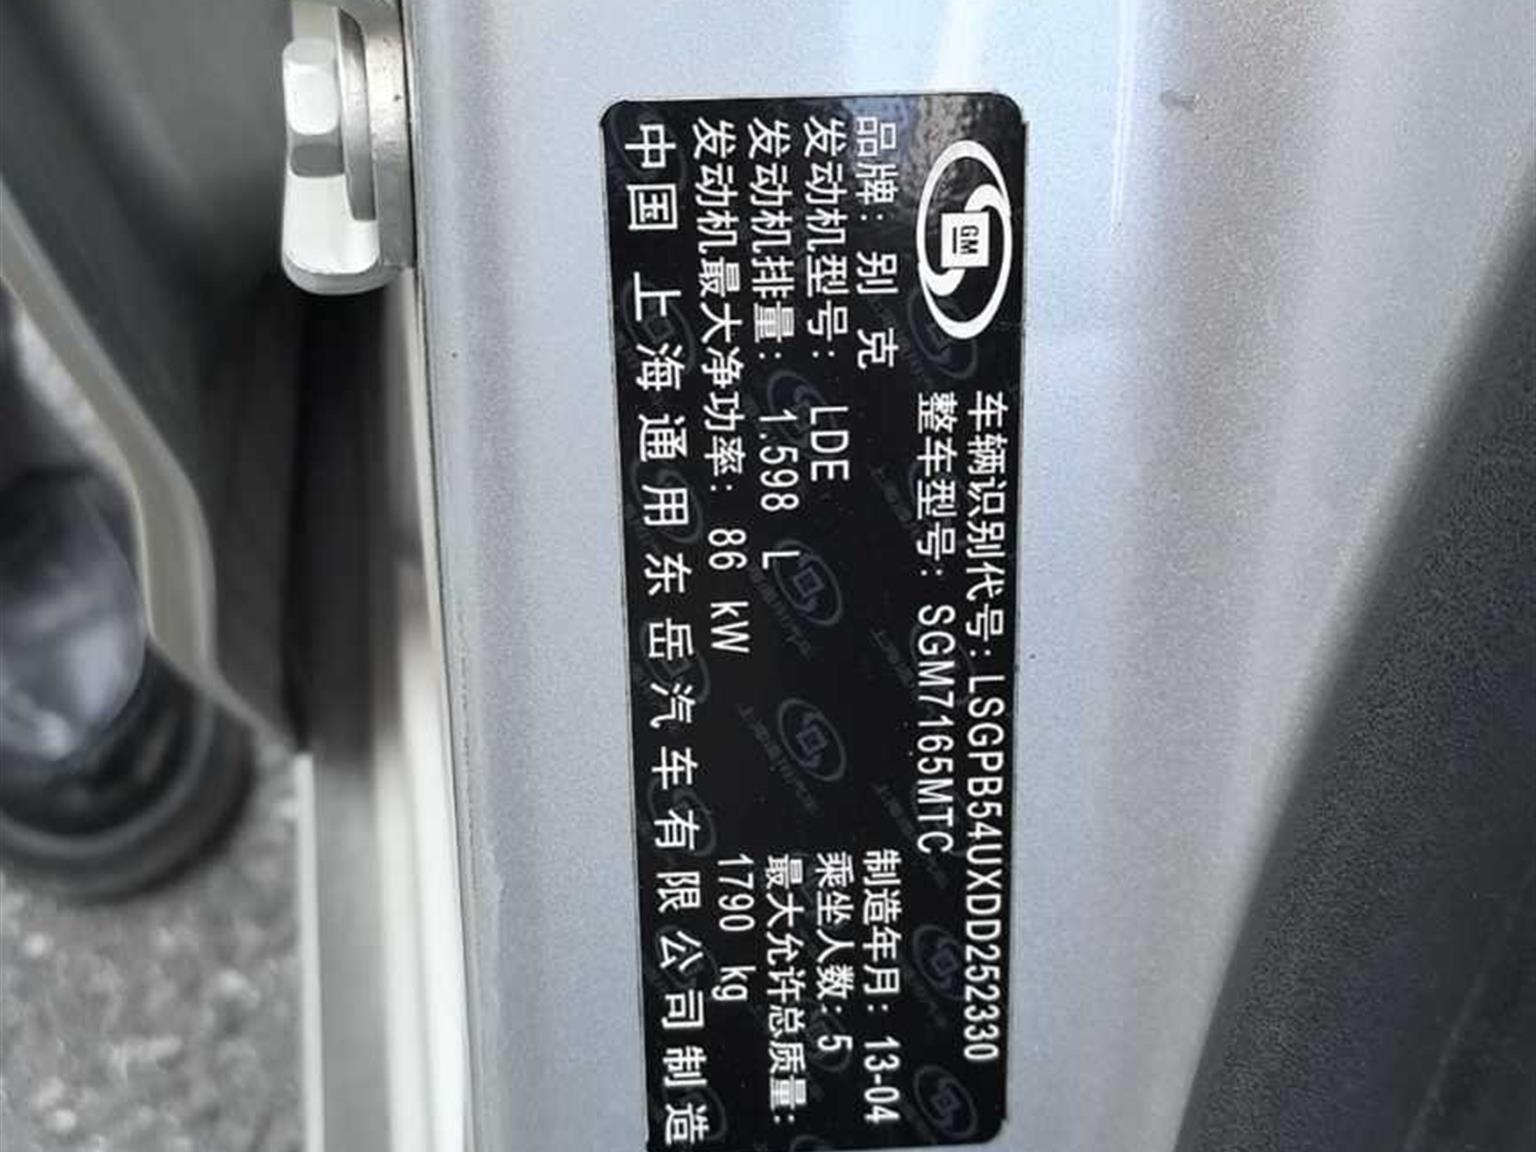 GM
车辆识别代号: LSGPB54UXDD252330
整车型号: SGM7165MTC
品牌: 别 克
制造年月: 13-04
发动机型号: LDE
乘坐人数: 5
发动机排量: 1.598 L
最大允许总质量:
发动机最大净功率: 86 kW
1790 kg
中国 上海通用东岳汽车有限公司制造